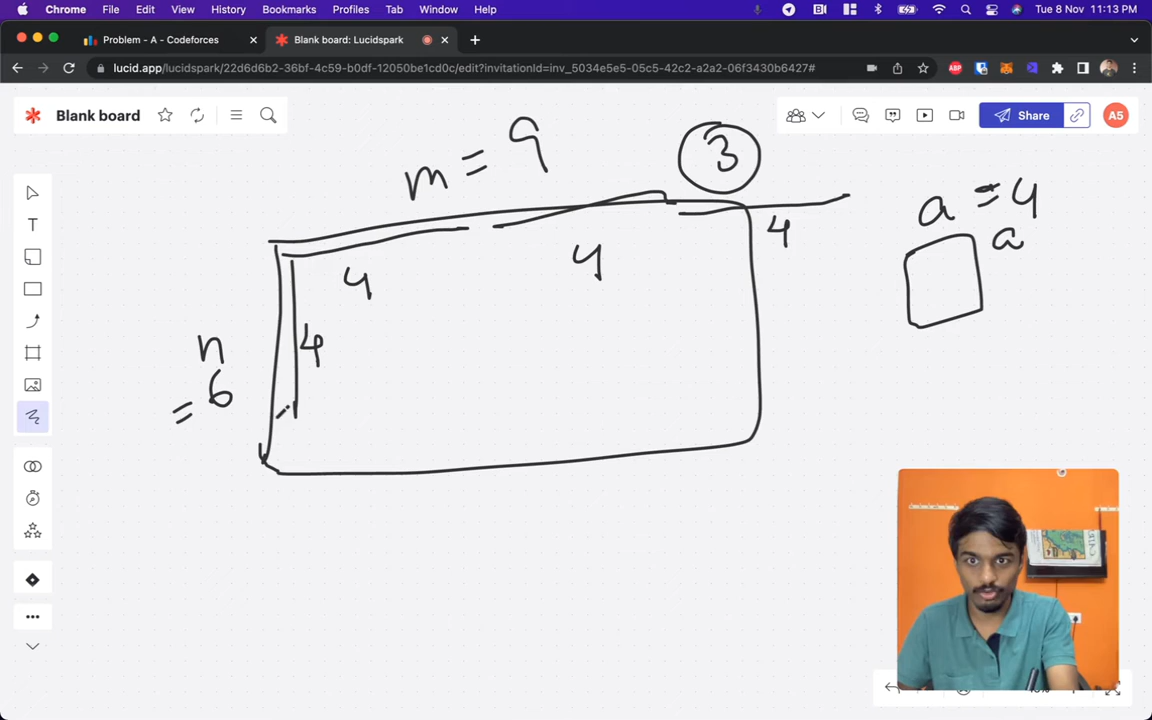 Chrome File Edit View History Bookmarks Profiles Tab Window Help Tue 8 Nov 11:13 PM
Problem - A - Codeforces Blank board: Lucidspark
lucid.app/lucidspark/22d6d6b2-36bf-4c59-b0df-12050be1cd0c/edit?invitationId=inv_5034e5e5-05c5-42c2-a2a2-06f3430b6427#
ABP
Blank board Share A5
m = 9
3
a = 4
a
4
4
4
4
n
= 6
T